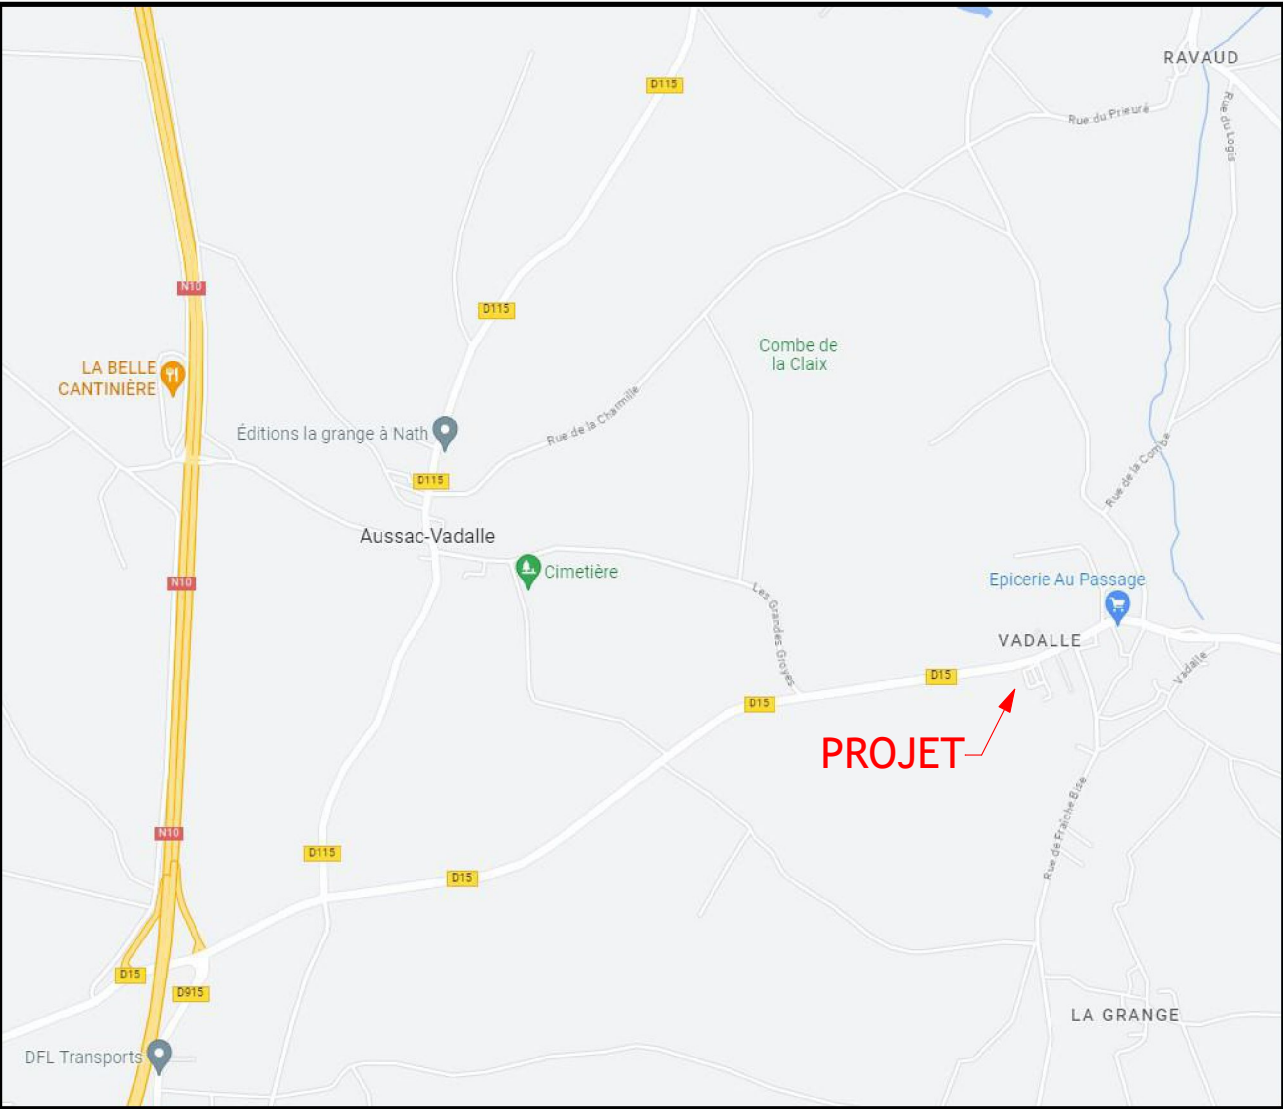 RAVAUD
D115
Rue du Prieuré
Rue du Logis
N10
D115
Combe de
la Claix
LA BELLE
CANTINIÈRE
Rue de la Charmille
Éditions la grange à Nath
D115
Rue de la Combe
Aussac-Vadalle
Cimetière
N10
Epicerie Au Passage
Les Grandes Groyes
VADALLE
Vadalle
D15
D15
PROJET
Rue de Fraîche Bise
N10
D115
D15
D15
D915
LA GRANGE
DFL Transports